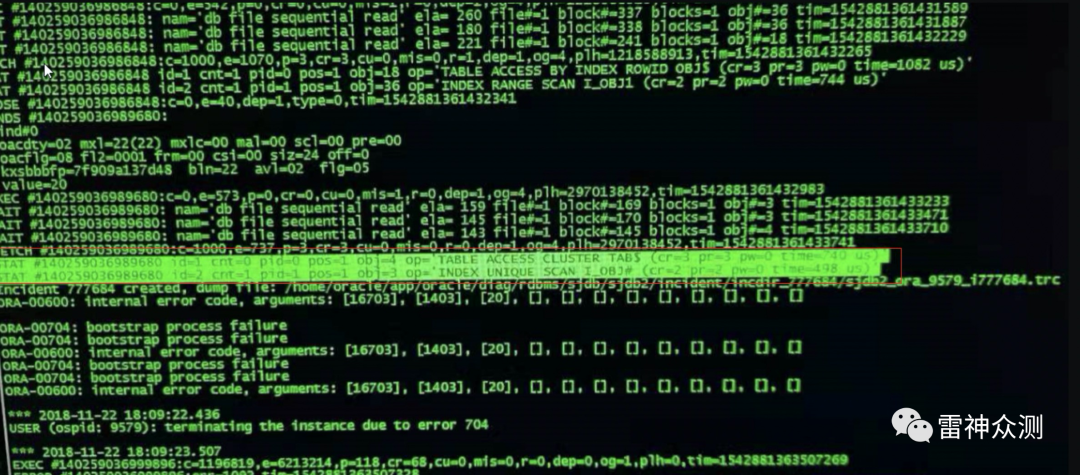 #140259036986848:c=0,e=342,p=0,cr=0,cu=0,mis=
T #140259036986848: nam='db file sequential read' ela= 260 file#=1 block#=337 blocks=1 obj#=36 tim=1542881361431589
T #140259036986848: nam='db file sequential read' ela= 180 file#=1 block#=338 blocks=1 obj#=36 tim=1542881361431887
T #140259036986848: nam='db file sequential read' ela= 221 file#=1 block#=241 blocks=1 obj#=18 tim=1542881361432229
CH #140259036986848:c=1000,e=1070,p=3,cr=3,cu=0,mis=0,r=1,dep=1,og=4,plh=1218588913,tim=1542881361432265
AT #140259036986848 id=1 cnt=1 pid=0 pos=1 obj=18 op='TABLE ACCESS BY INDEX ROWID OBJ$ (cr=3 pr=3 pw=0 time=1082 us)'
AT #140259036986848 id=2 cnt=1 pid=1 pos=1 obj=36 op='INDEX RANGE SCAN I_OBJ1 (cr=2 pr=2 pw=0 time=744 us)'
OSE #140259036986848:c=0,e=40,dep=1,type=0,tim=1542881361432341
NDS #140259036989680:
ind#0
oacdty=02 mxl=22(22) mxlc=00 mal=00 scl=00 pre=00
oacflg=08 fl2=0001 frm=00 csi=00 siz=24 off=0
kxsbbbfp=7f909a137d48 bln=22 avl=02 flg=05
value=20
XEC #140259036989680:c=0,e=573,p=0,cr=0,cu=0,mis=1,r=0,dep=1,og=4,plh=2970138452,tim=1542881361432983
AIT #140259036989680: nam='db file sequential read' ela= 159 file#=1 block#=169 blocks=1 obj#=3 tim=1542881361433233
AIT #140259036989680: nam='db file sequential read' ela= 145 file#=1 block#=170 blocks=1 obj#=3 tim=1542881361433471
AIT #140259036989680: nam='db file sequential read' ela= 143 file#=1 block#=145 blocks=1 obj#=4 tim=1542881361433710
ETCH #140259036989680:c=1000,e=737,p=3,cr=3,cu=0,mis=0,r=0,dep=1,og=4,plh=2970138452,tim=1542881361433741
STAT #140259036989680 id=1 cnt=0 pid=0 pos=1 obj=4 op='TABLE ACCESS CLUSTER TAB$ (cr=3 pr=3 pw=0 time=740 us)'
STAT #140259036989680 id=2 cnt=1 pid=1 pos=1 obj=3 op='INDEX UNIQUE SCAN I_OBJ# (cr=2 pr=2 pw=0 time=498 us)'
Incident 777684 created, dump file: /home/oracle/app/oracle/diag/rdbms/sjdb/sjdb2/incident/incdir_777684/sjdb2_ora_9579_i777684.trc
ORA-00600: internal error code, arguments: [16703], [1403], [20], [], [], [], [], [], [], [], [], []
ORA-00704: bootstrap process failure
ORA-00704: bootstrap process failure
ORA-00600: internal error code, arguments: [16703], [1403], [20], [], [], [], [], [], [], [], [], []
ORA-00704: bootstrap process failure
ORA-00704: bootstrap process failure
ORA-00600: internal error code, arguments: [16703], [1403], [20], [], [], [], [], [], [], [], [], []
*** 2018-11-22 18:09:22.436
USER (ospid: 9579): terminating the instance due to error 704
*** 2018-11-22 18:09:23.507
EXEC #140259036999896:c=1196819,e=6213214,p=118,cr=68,cu=0,mis=0,r=0,dep=0,og=1,plh=0,tim=1542881363507269
雷神众测